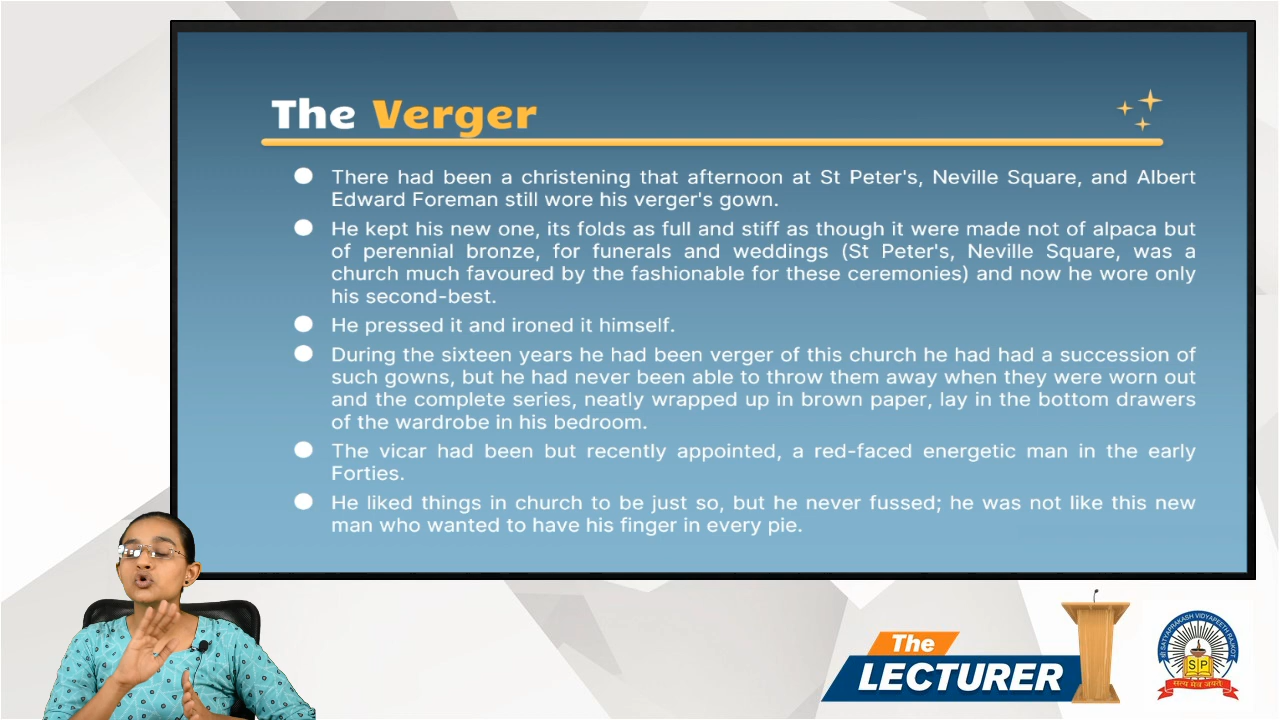 The Verger
There had been a christening that afternoon at St Peter's, Neville Square, and Albert
Edward Foreman still wore his verger's gown.
He kept his new one, its folds as full and stiff as though it were made not of alpaca but
of perennial bronze, for funerals and weddings (St Peter's, Neville Square, was a
church much favoured by the fashionable for these ceremonies) and now he wore only
his second-best.
He pressed it and ironed it himself.
During the sixteen years he had been verger of this church he had had a succession of
such gowns, but he had never been able to throw them away when they were worn out
and the complete series, neatly wrapped up in brown paper, lay in the bottom drawers
of the wardrobe in his bedroom.
The vicar had been but recently appointed, a red-faced energetic man in the early
Forties.
He liked things in church to be just so, but he never fussed; he was not like this new
man who wanted to have his finger in every pie.
The
LECTURER
SATYAPRAKASH VIDYAPEETH RAJKOT
S P
सत्य मेव जयते